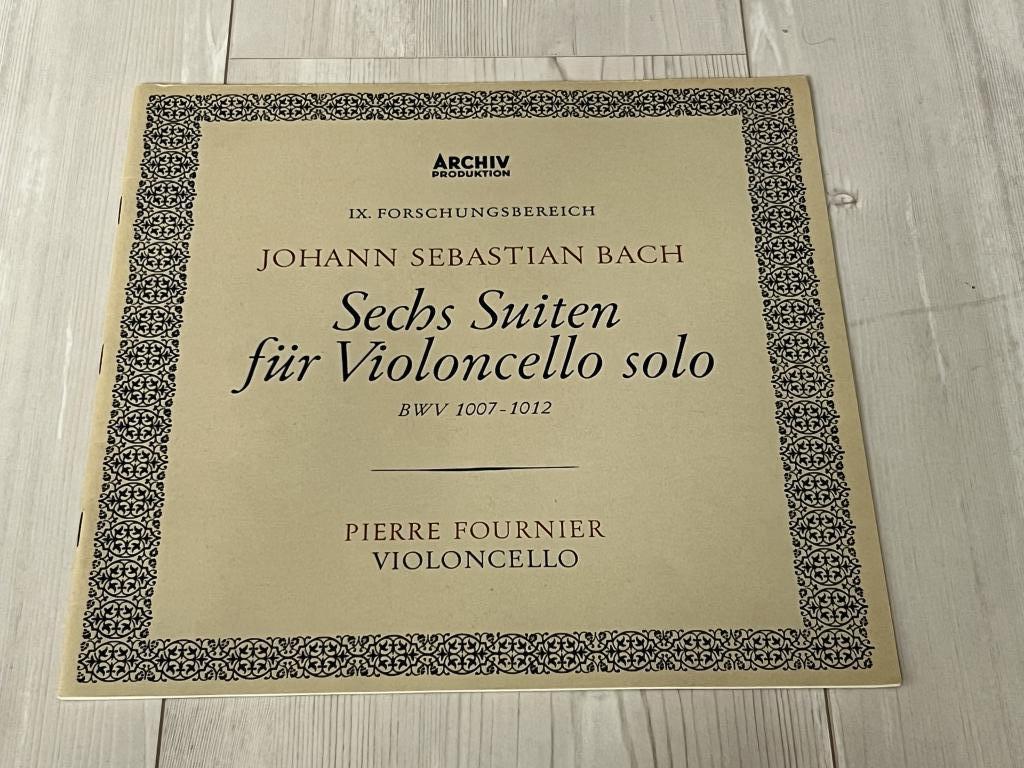 ARCHIV
PRODUKTION
IX. FORSCHUNGSBEREICH
JOHANN SEBASTIAN BACH
Sechs Suiten
für Violoncello solo
BWV 1007-1012
PIERRE FOURNIER
VIOLONCELLO